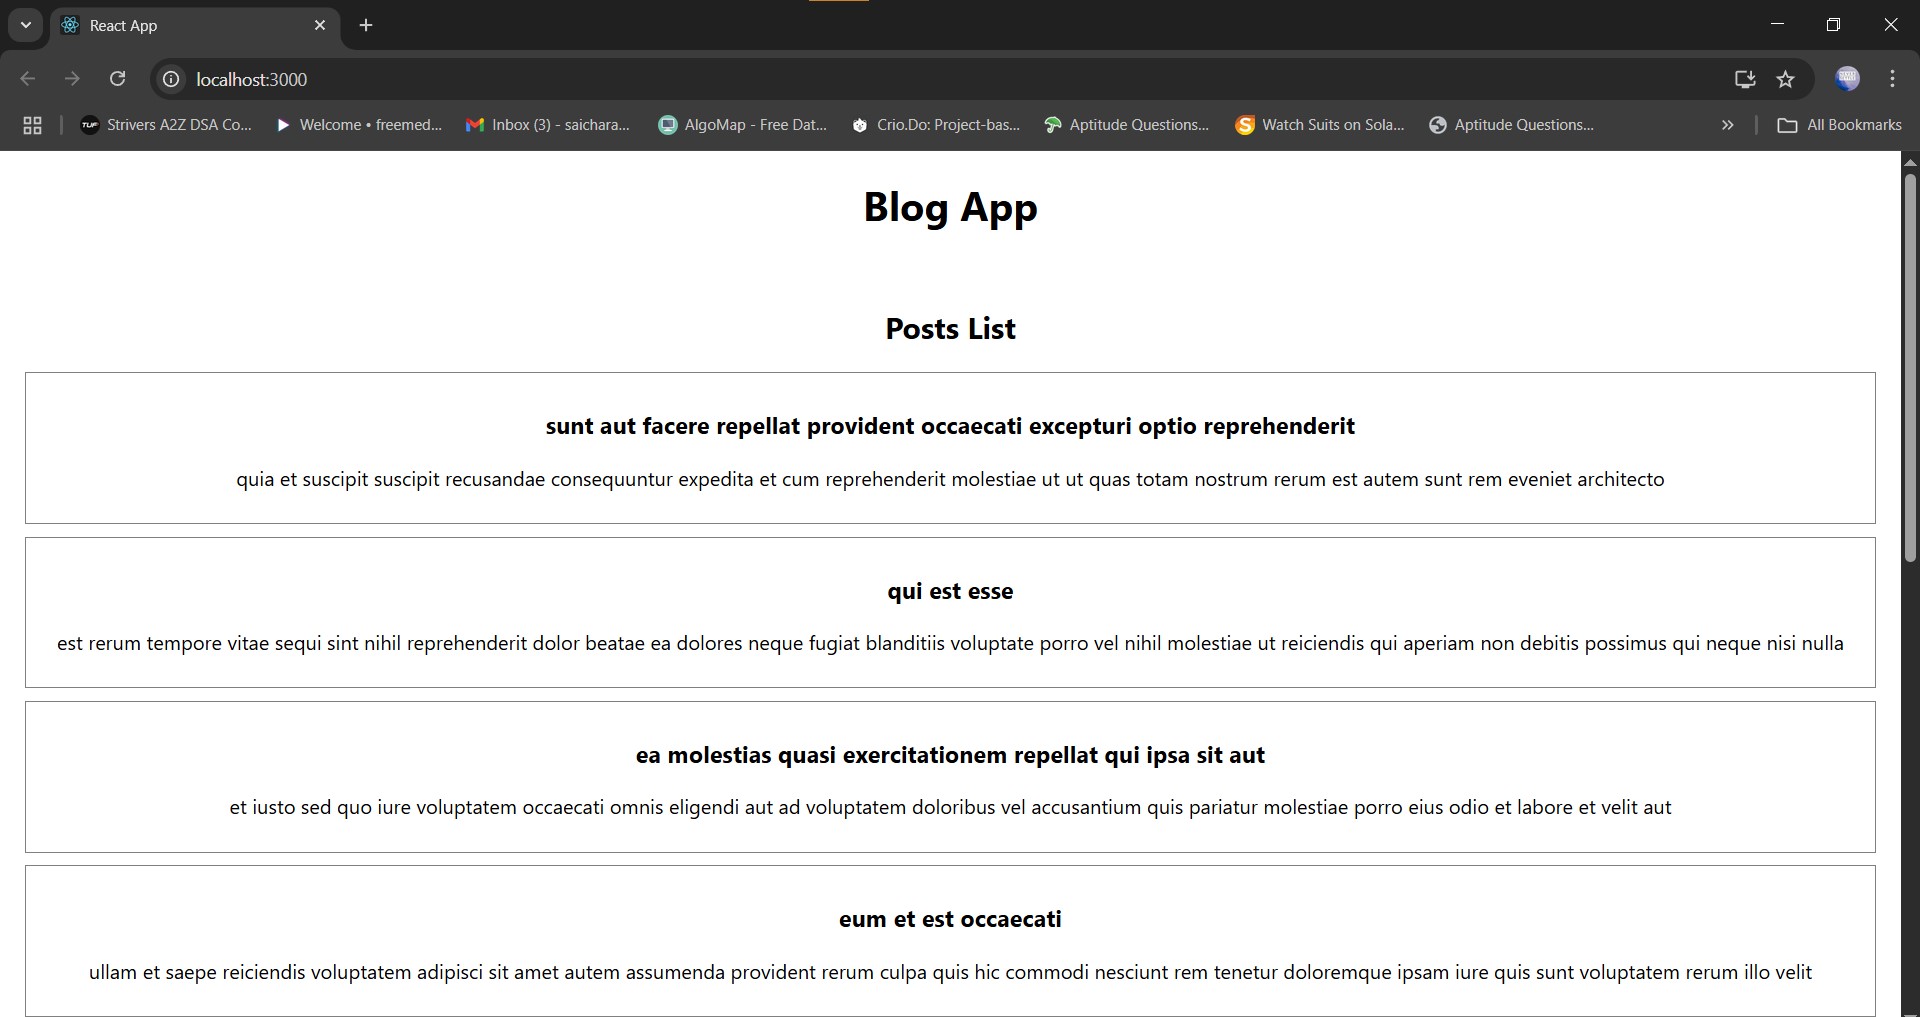 React App
localhost:3000
Strivers A2Z DSA Co... Welcome • freemed... Inbox (3) - saichara... AlgoMap - Free Dat... Crio.Do: Project-bas... Aptitude Questions... Watch Suits on Sola... Aptitude Questions... All Bookmarks
Blog App
Posts List
sunt aut facere repellat provident occaecati excepturi optio reprehenderit
quia et suscipit suscipit recusandae consequuntur expedita et cum reprehenderit molestiae ut ut quas totam nostrum rerum est autem sunt rem eveniet architecto
qui est esse
est rerum tempore vitae sequi sint nihil reprehenderit dolor beatae ea dolores neque fugiat blanditiis voluptate porro vel nihil molestiae ut reiciendis qui aperiam non debitis possimus qui neque nisi nulla
ea molestias quasi exercitationem repellat qui ipsa sit aut
et iusto sed quo iure voluptatem occaecati omnis eligendi aut ad voluptatem doloribus vel accusantium quis pariatur molestiae porro eius odio et labore et velit aut
eum et est occaecati
ullam et saepe reiciendis voluptatem adipisci sit amet autem assumenda provident rerum culpa quis hic commodi nesciunt rem tenetur doloremque ipsam iure quis sunt voluptatem rerum illo velit